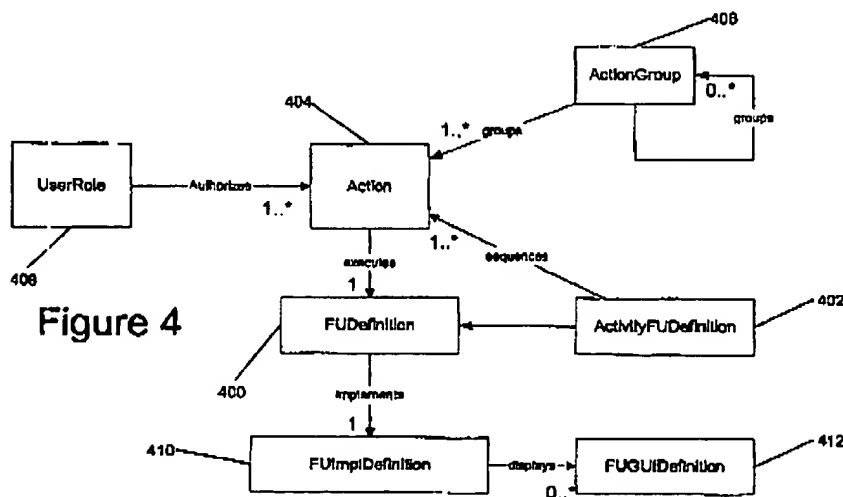 408
ActionGroup
0..*
groups
404
1..*
groups
UserRole
Authorizes
1..*
Action
406
1..*
sequences
executes
1
Figure 4
FUDefinition
ActivityFUDefinition
402
400
implements
1
410
FUImplDefinition
displays
FUGUIDefinition
412
0..*